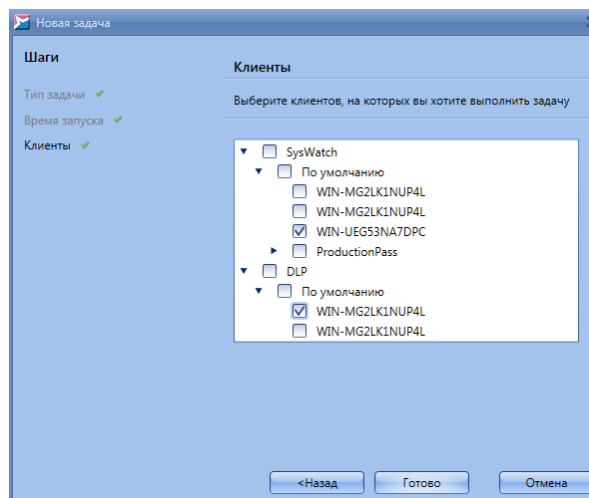 Новая задача
Шаги
Тип задачи
Время запуска
Клиенты
Клиенты
Выберите клиентов, на которых вы хотите выполнить задачу
SysWatch
По умолчанию
WIN-MG2LK1NUP4L
WIN-MG2LK1NUP4L
WIN-UEG53NA7DPC
ProductionPass
DLP
По умолчанию
WIN-MG2LK1NUP4L
WIN-MG2LK1NUP4L
<Назад Готово Отмена